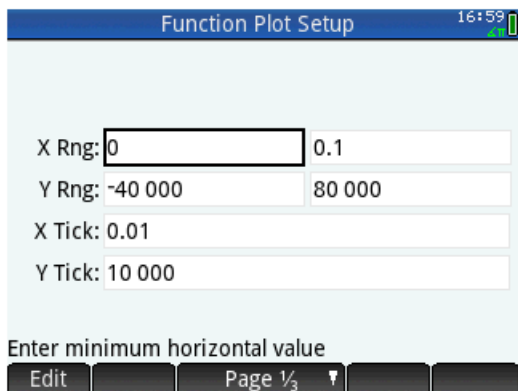 Function Plot Setup 16:59
∠π
X Rng: 0 0.1
Y Rng: -40 000 80 000
X Tick: 0.01
Y Tick: 10 000
Enter minimum horizontal value
Edit Page 1/3